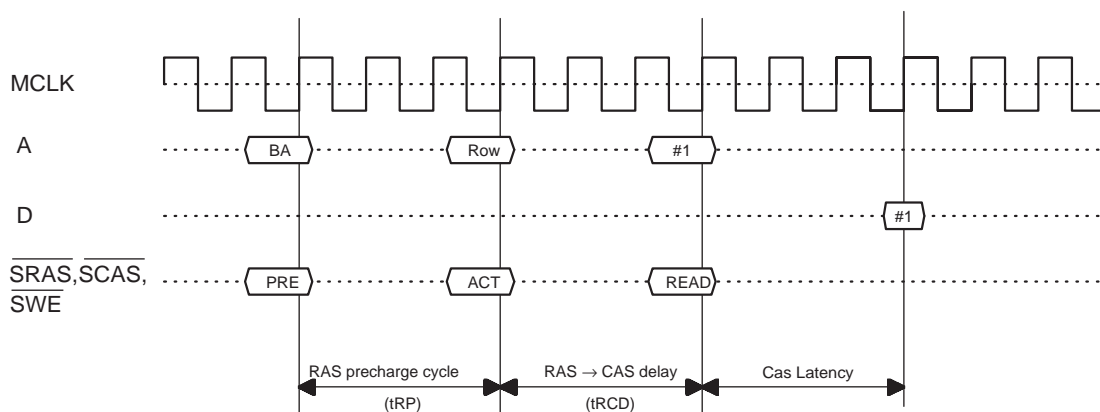 MCLK
A
BA
Row
#1
D
#1
SRAS,SCAS,
SWE
PRE
ACT
READ
RAS precharge cycle
(tRP)
RAS → CAS delay
(tRCD)
Cas Latency